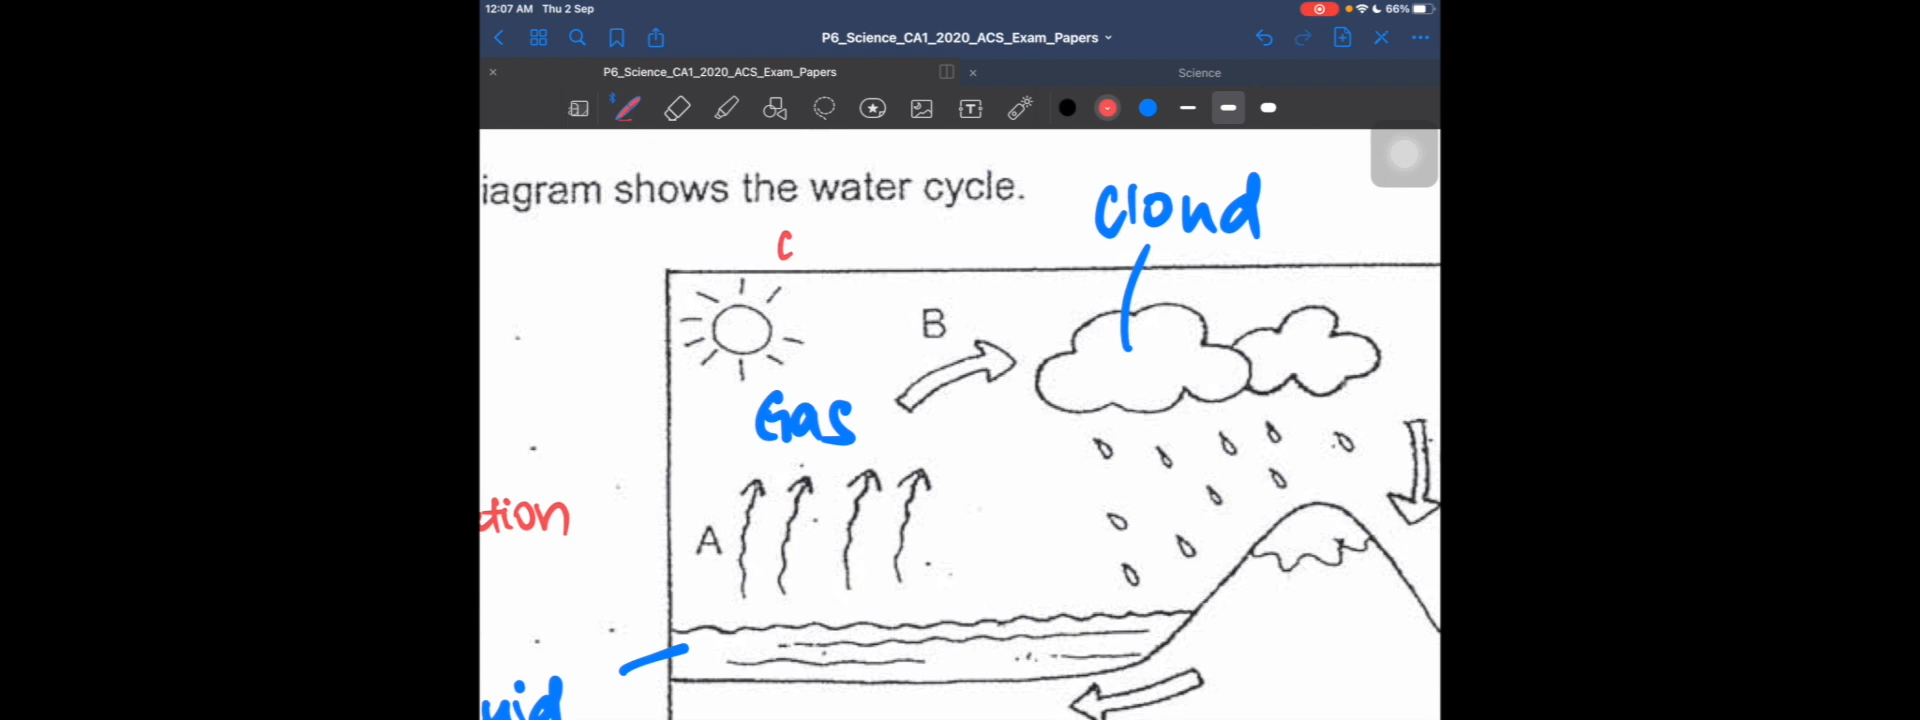 12:07 AM Thu 2 Sep
66%
P6_Science_CA1_2020_ACS_Exam_Papers
P6_Science_CA1_2020_ACS_Exam_Papers
Science
T
iagram shows the water cycle.
Cloud
C
B
Gas
A
tion
uid